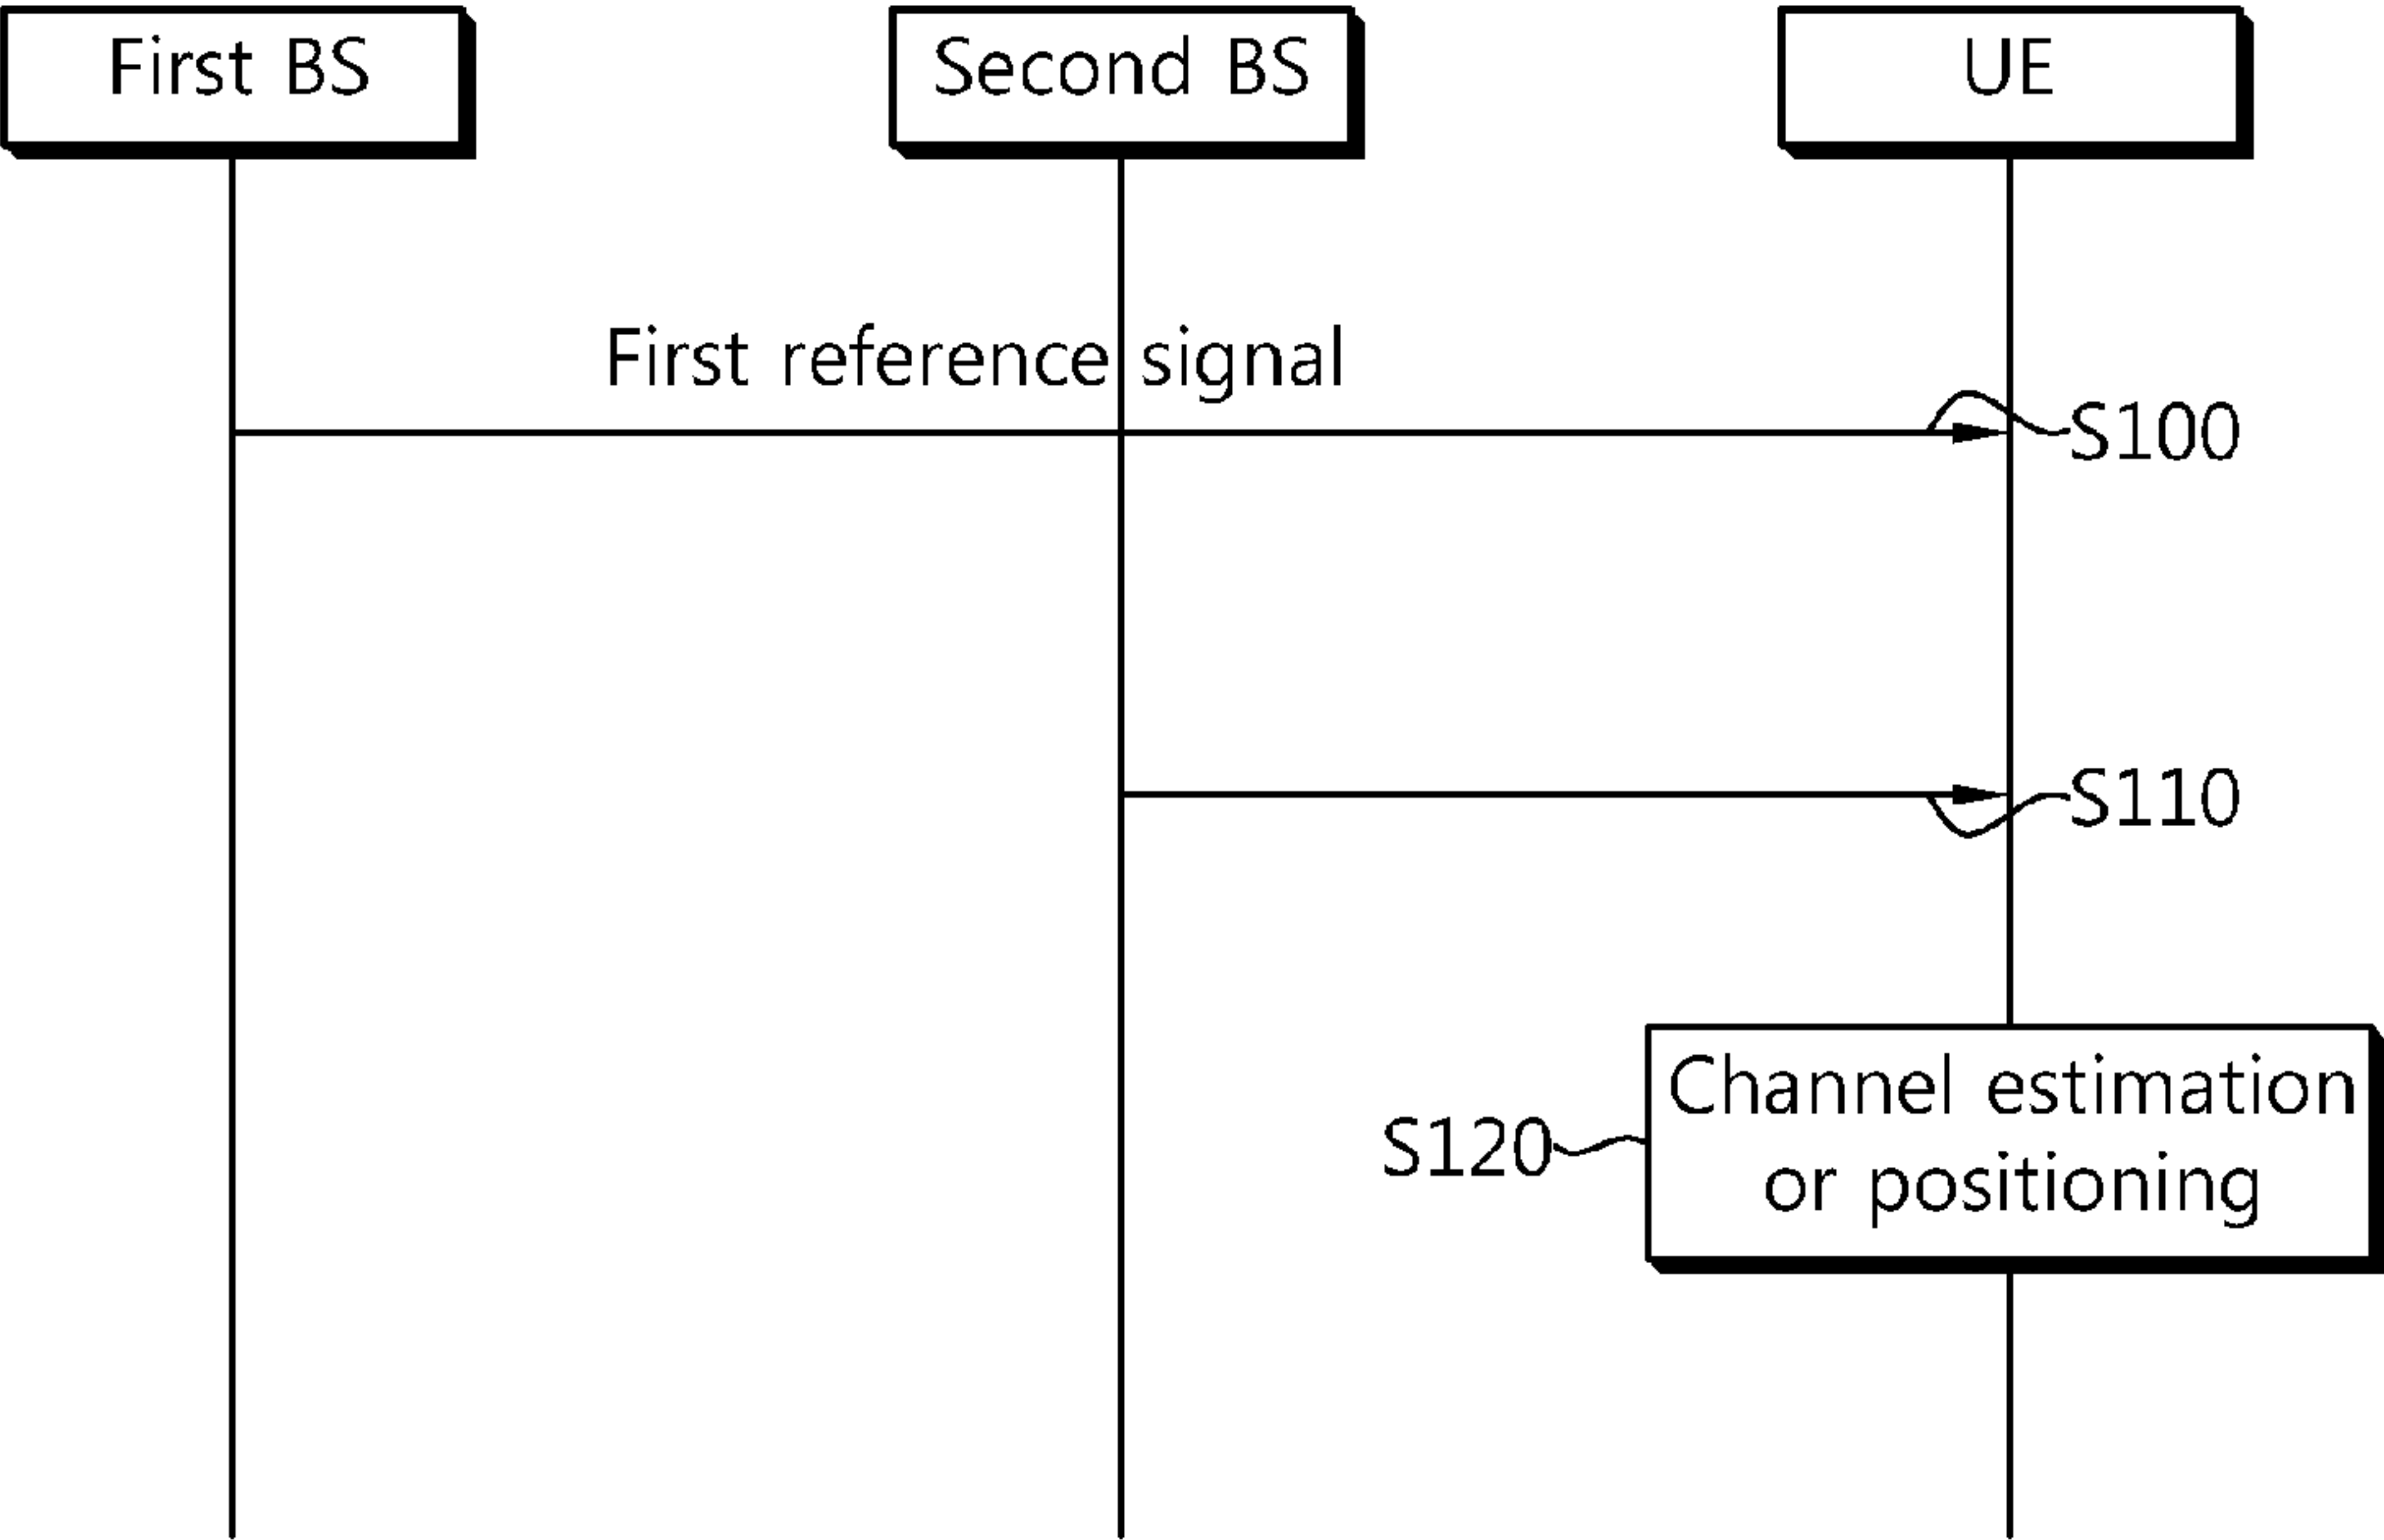 First BS
Second BS
UE
First reference signal
S100
S110
Channel estimation
or positioning
S120